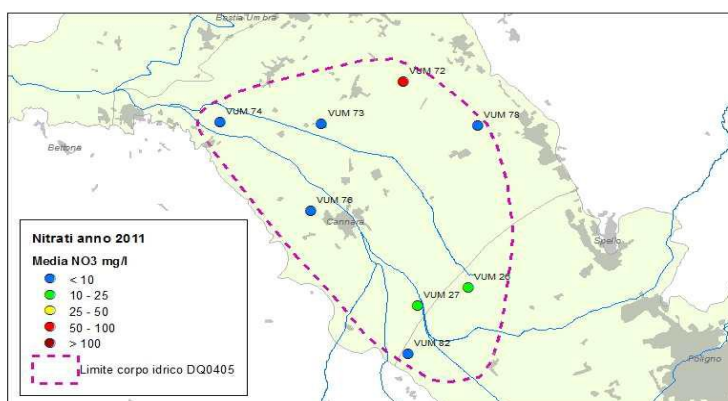 Bastia Umbra
VUM 72
VUM 74
VUM 73
VUM 78
Bettona
VUM 76
Cannara
Spello
VUM 26
VUM 27
VUM 82
Foligno
Nitrati anno 2011
Media NO3 mg/l
< 10
10 - 25
25 - 50
50 - 100
> 100
Limite corpo idrico DQ0405